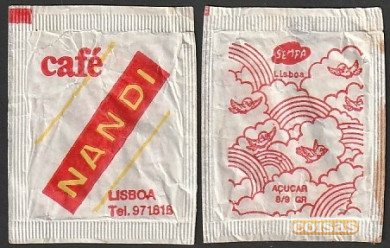 café
NANDI
LISBOA
Tel. 971818
SEMPA
Lisboa
AÇUCAR
8/9 GR
coisas